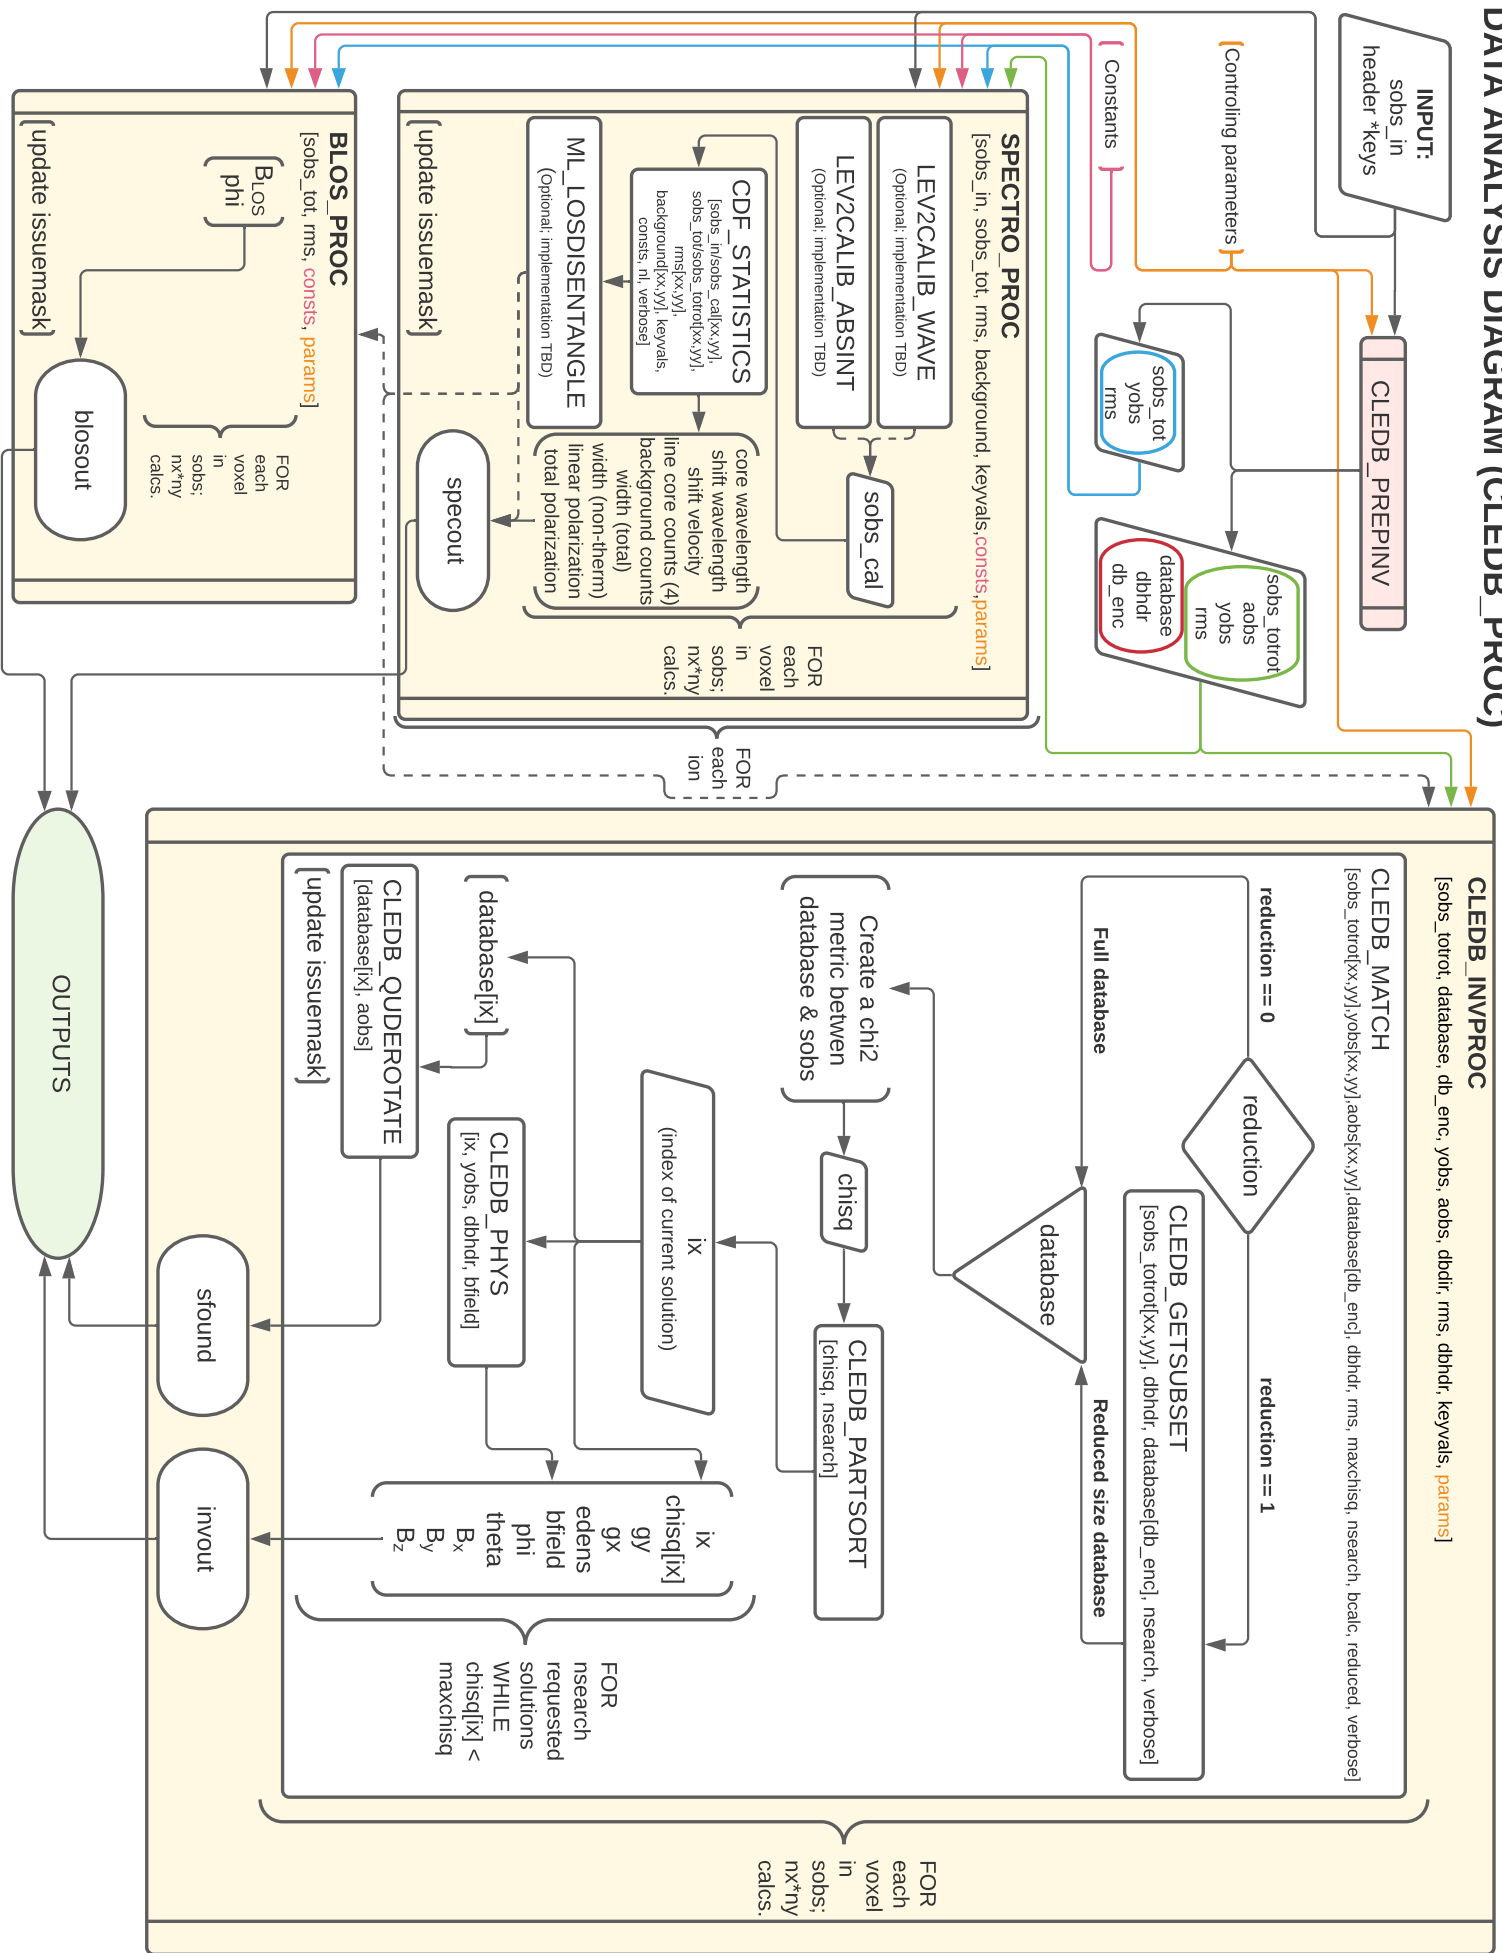 DATA ANALYSIS DIAGRAM (CLEDB_PROC)
INPUT:
sobs_in
header *keys
Controling parameters
Constants
CLEDB_PREPINV
sobs_tot
yobs
rms
sobs_totrot
aobs
yobs
rms
database
dbhdr
db_enc
SPECTRO_PROC
[sobs_in, sobs_tot, rms, background, keyvals,consts,params]
LEV2CALIB_WAVE
(Optional; implementation TBD)
LEV2CALIB_ABSINT
(Optional; implementation TBD)
sobs_cal
CDF_STATISTICS
[sobs_in/sobs_cal[xx,yy],
sobs_tot/sobs_totrot[xx,yy],
rms[xx,yy],
background[xx,yy], keyvals,
consts, nl, verbose]
ML_LOSDISENTANGLE
(Optional; implementation TBD)
core wavelength
shift wavelength
shift velocity
line core counts (4)
background counts
width (total)
width (non-therm)
linear polarization
total polarization
update issuemask
specout
FOR
each
voxel
in
sobs;
nx*ny
calcs.
FOR
each
ion
BLOS_PROC
[sobs_tot, rms, consts, params]
BLOS
phi
update issuemask
blosout
FOR
each
voxel
in
sobs;
nx*ny
calcs.
CLEDB_INVPROC
[sobs_totrot, database, db_enc, yobs, aobs, dbdir, rms, dbhdr, keyvals, params]
CLEDB_MATCH
[sobs_totrot[xx,yy],yobs[xx,yy],aobs[xx,yy],database[db_enc], dbhdr, rms, maxchisq, nsearch, bcalc, reduced, verbose]
reduction == 0
reduction
reduction == 1
CLEDB_GETSUBSET
[sobs_totrot[xx,yy], dbhdr, database[db_enc], nsearch, verbose]
Full database
database
Reduced size database
Create a chi2
metric betwen
database & sobs
chisq
CLEDB_PARTSORT
[chisq, nsearch]
ix
(index of current solution)
database[ix]
CLEDB_PHYS
[ix, yobs, dbhdr, bfield]
CLEDB_QUDEROTATE
[database[ix], aobs]
update issuemask
ix
chisq[ix]
gy
gx
edens
bfield
phi
theta
Bx
By
Bz
FOR
nsearch
requested
solutions
WHILE
chisq[ix] <
maxchisq
FOR
each
voxel
in
sobs;
nx*ny
calcs.
sfound
invout
OUTPUTS